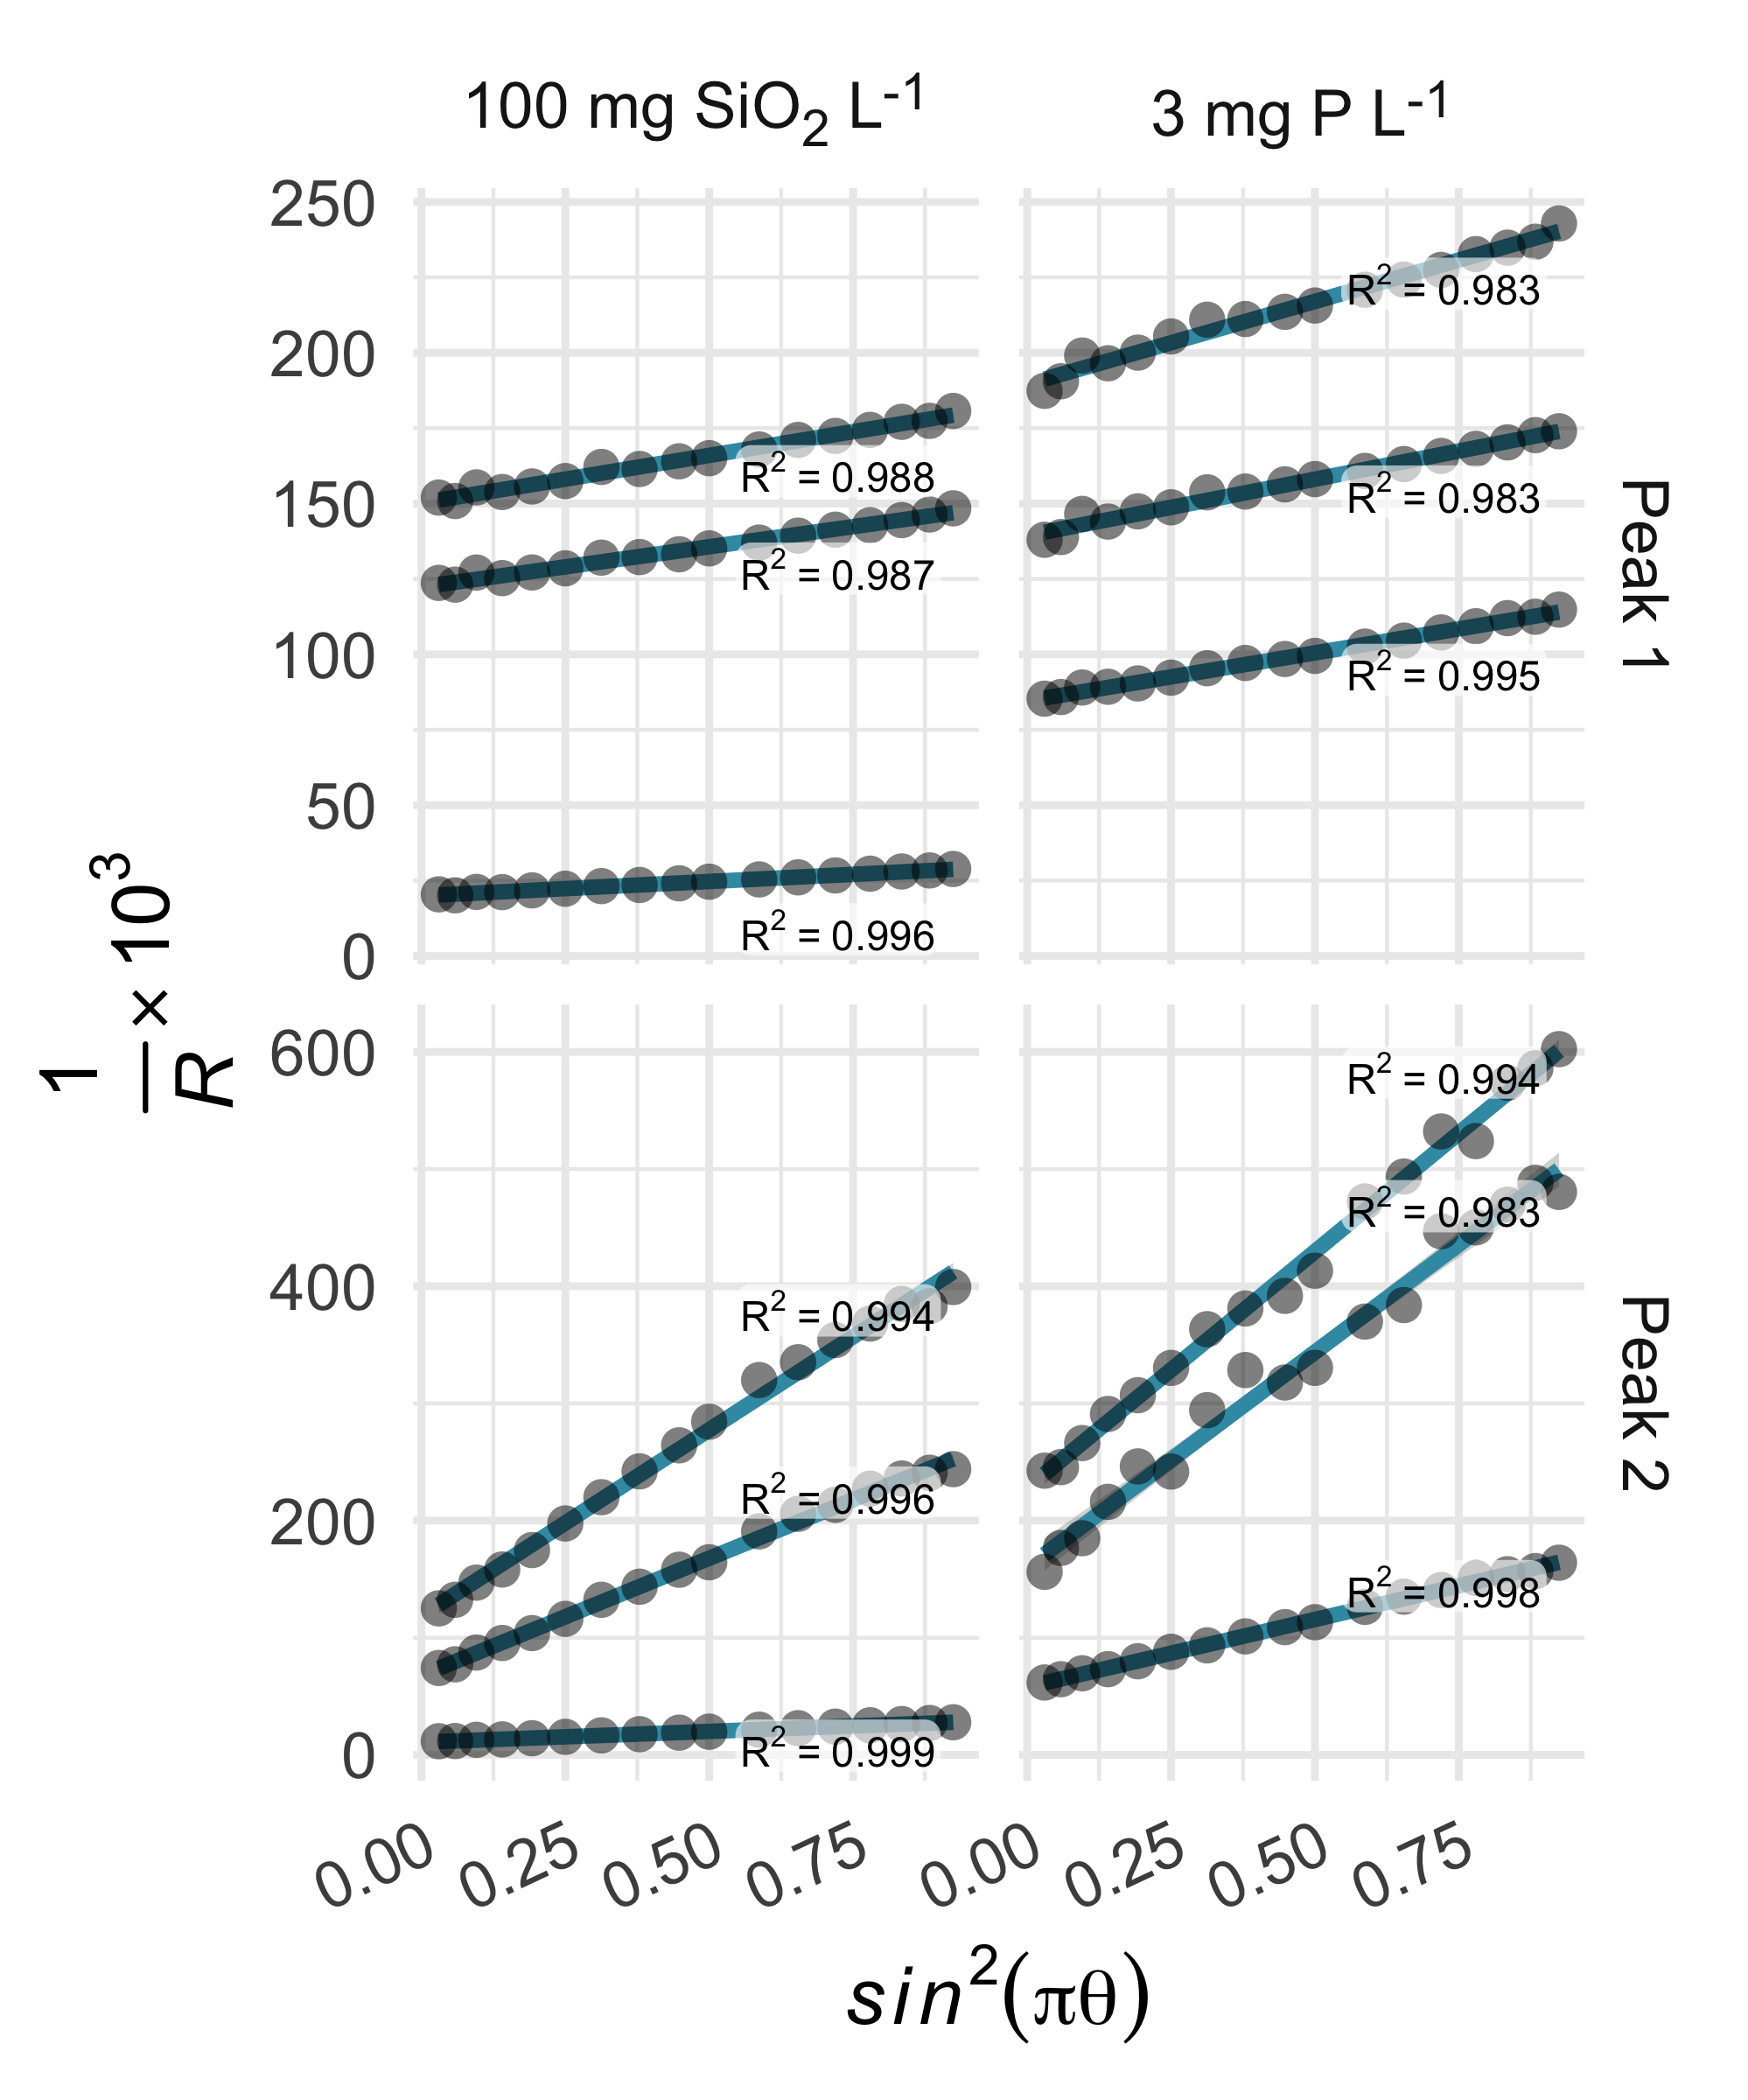 100 mg SiO₂ L⁻¹
3 mg P L⁻¹
250
200
150
100
50
0
R² = 0.988
R² = 0.987
R² = 0.996
R² = 0.983
R² = 0.983
R² = 0.995
Peak 1
1/R × 10³
600
400
200
0
R² = 0.994
R² = 0.996
R² = 0.999
R² = 0.994
R² = 0.983
R² = 0.998
Peak 2
0.00 0.25 0.50 0.75
0.00 0.25 0.50 0.75
sin²(πθ)